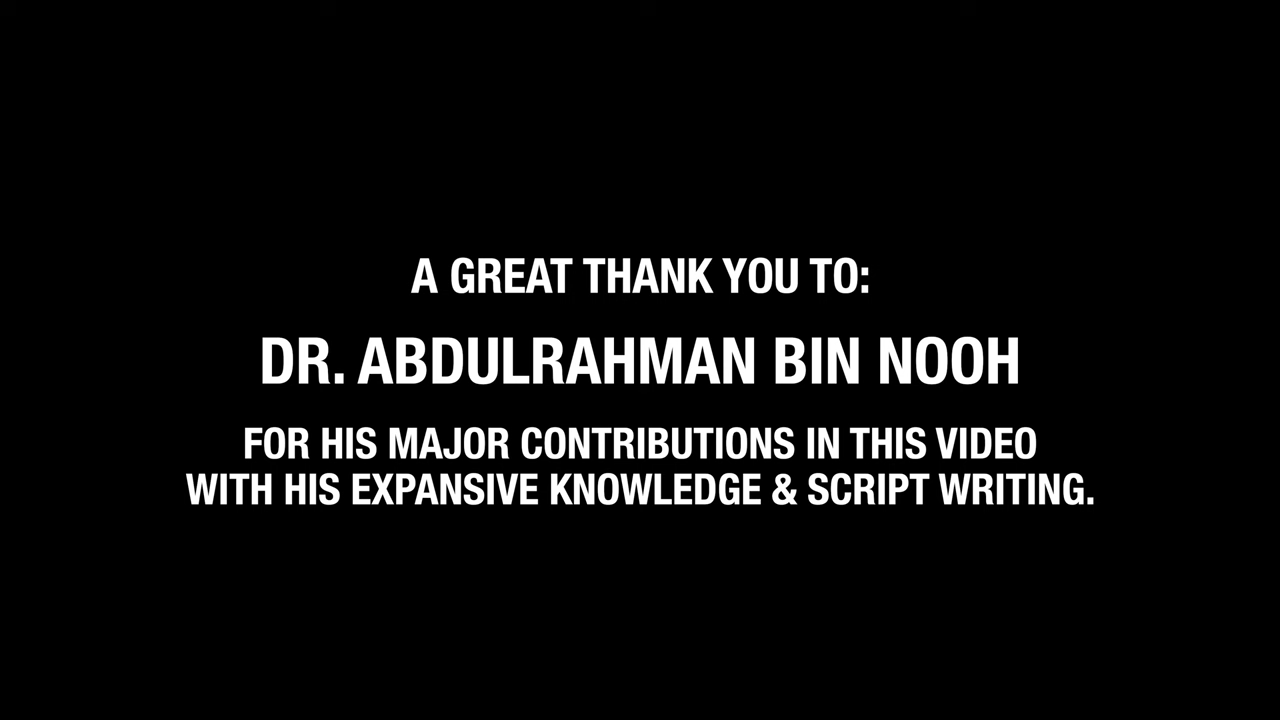 A GREAT THANK YOU TO:
DR. ABDULRAHMAN BIN NOOH
FOR HIS MAJOR CONTRIBUTIONS IN THIS VIDEO
WITH HIS EXPANSIVE KNOWLEDGE & SCRIPT WRITING.